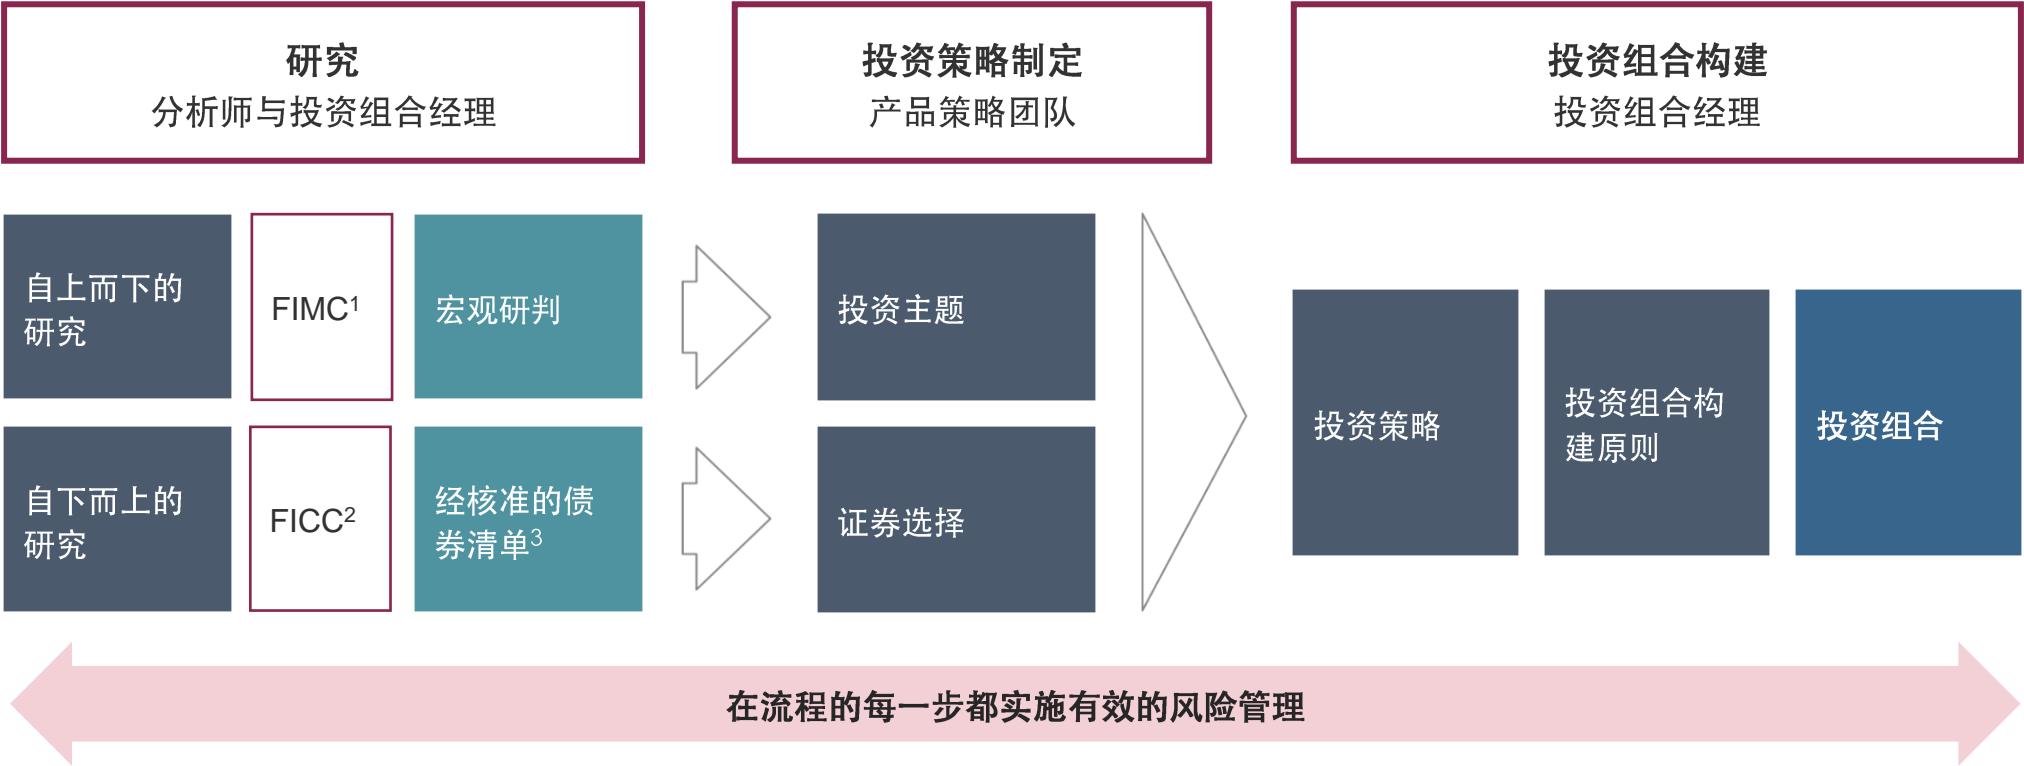 研究
分析师与投资组合经理
投资策略制定
产品策略团队
投资组合构建
投资组合经理
自上而下的
研究
FIMC¹
宏观研判
投资主题
自下而上的
研究
FICC²
经核准的债
券清单³
证券选择
投资策略
投资组合构
建原则
投资组合
在流程的每一步都实施有效的风险管理